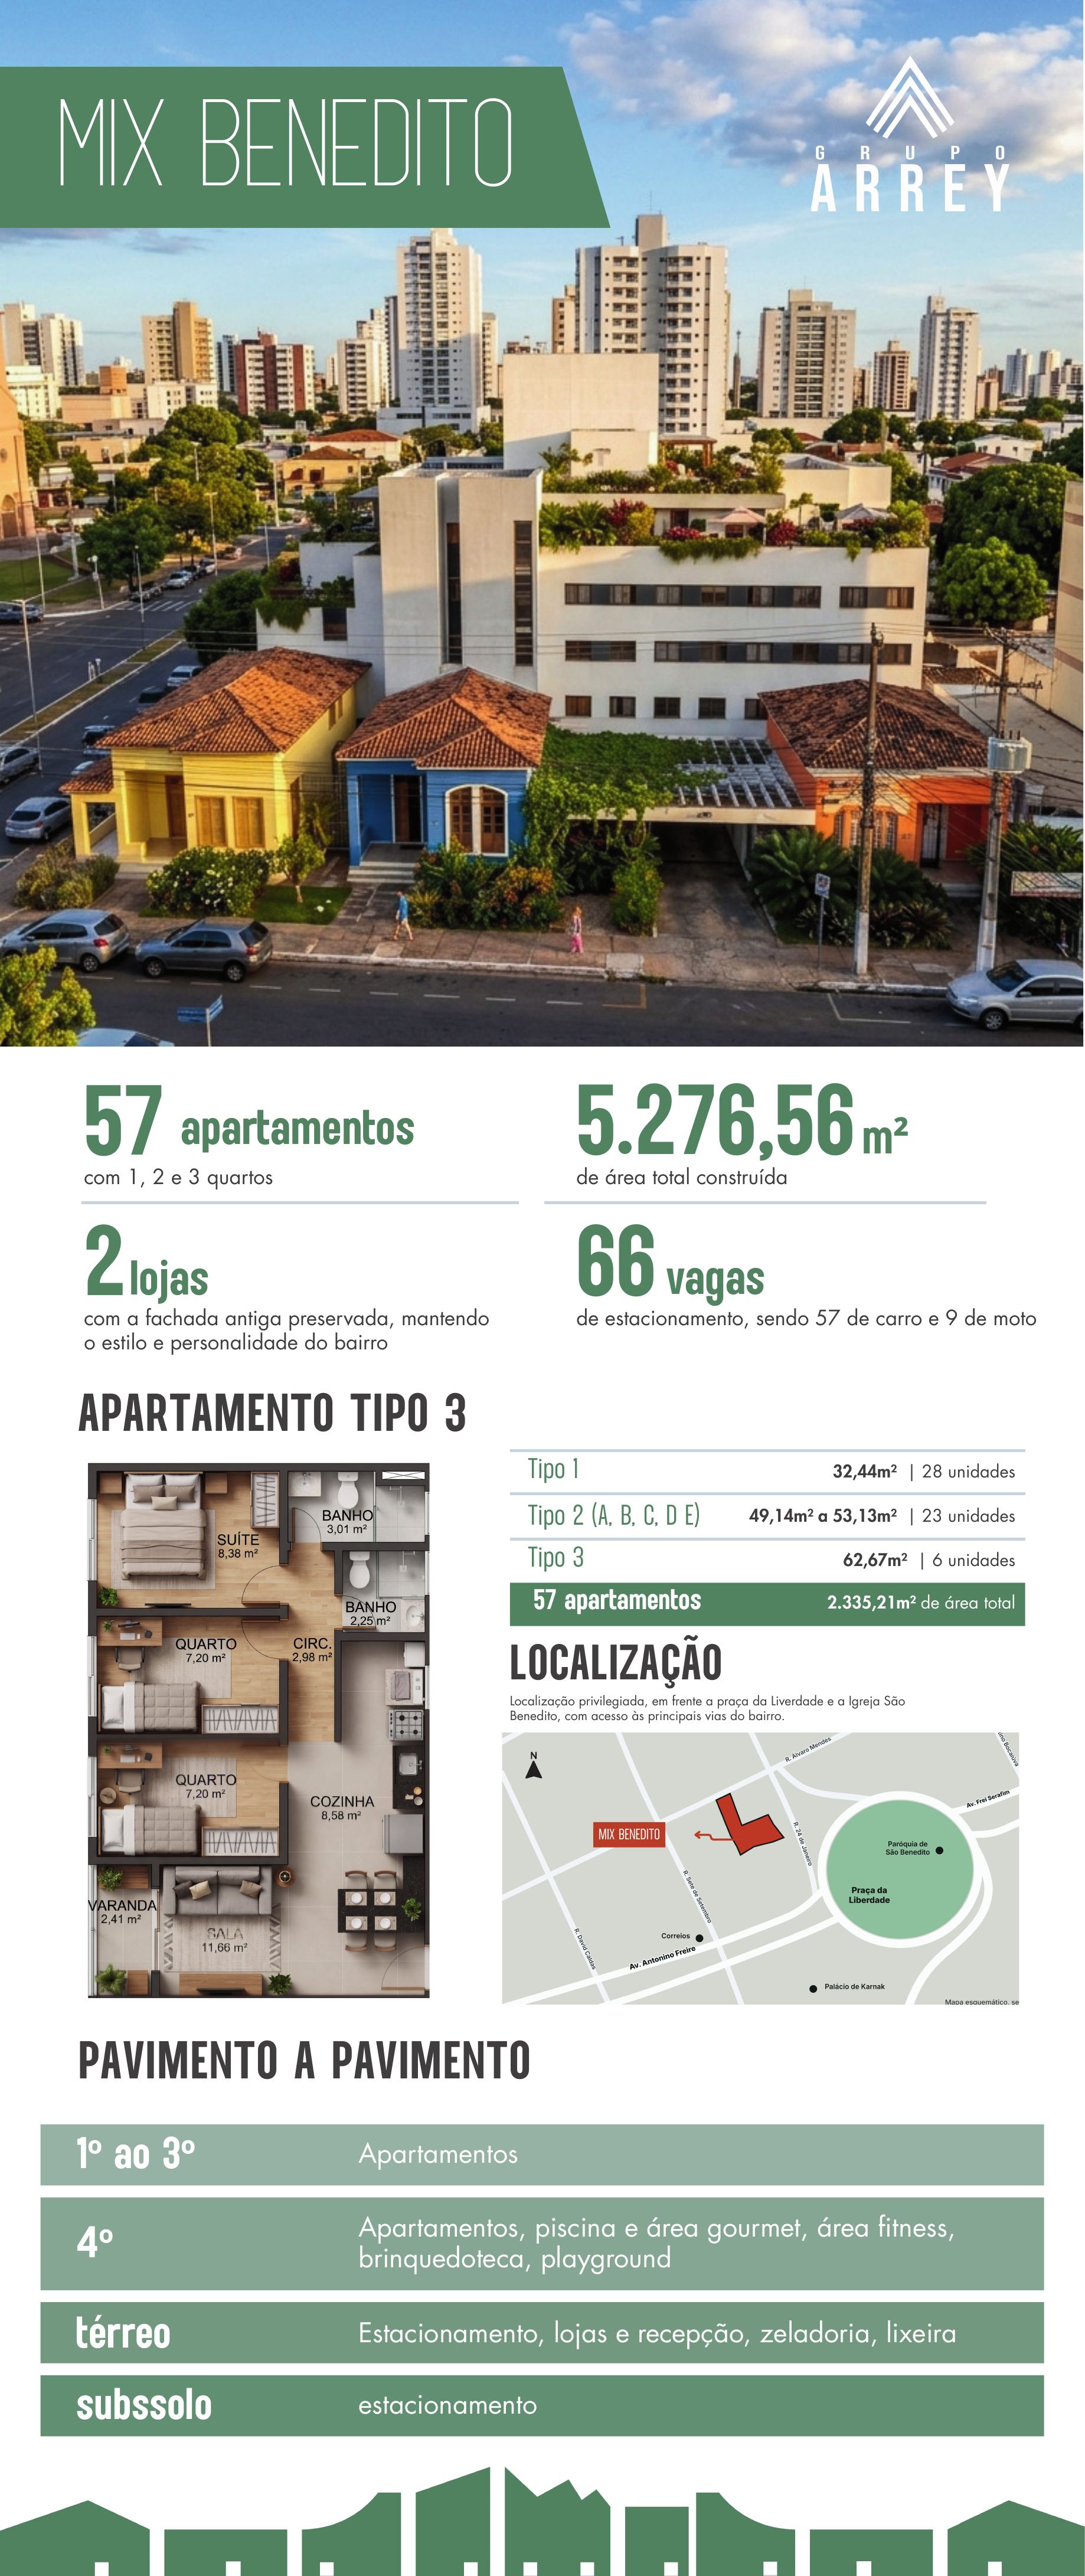 MIX BENEDITO
GRUPO
ARREY
57 apartamentos
com 1, 2 e 3 quartos
5.276,56 m²
de área total construída
2 lojas
com a fachada antiga preservada, mantendo
o estilo e personalidade do bairro
66 vagas
de estacionamento, sendo 57 de carro e 9 de moto
APARTAMENTO TIPO 3
SUÍTE
8,38 m²
BANHO
3,01 m²
BANHO
2,25 m²
QUARTO
7,20 m²
CIRC.
2,98 m²
QUARTO
7,20 m²
COZINHA
8,58 m²
VARANDA
2,41 m²
SALA
11,66 m²
Tipo 1 32,44m² | 28 unidades
Tipo 2 (A, B, C, D E) 49,14m² a 53,13m² | 23 unidades
Tipo 3 62,67m² | 6 unidades
57 apartamentos 2.335,21m² de área total
LOCALIZAÇÃO
Localização privilegiada, em frente a praça da Liverdade e a Igreja São
Benedito, com acesso às principais vias do bairro.
N
R. Álvaro Mendes
Av. Frei Serafim
MIX BENEDITO
R. 24 de Janeiro
Paróquia de
São Benedito
Praça da
Liberdade
R. Sete de Setembro
R. David Caldas
Correios
Av. Antonino Freire
Palácio de Karnak
Mapa esquemático, se
PAVIMENTO A PAVIMENTO
1º ao 3º Apartamentos
4º Apartamentos, piscina e área gourmet, área fitness,
brinquedoteca, playground
térreo Estacionamento, lojas e recepção, zeladoria, lixeira
subssolo estacionamento